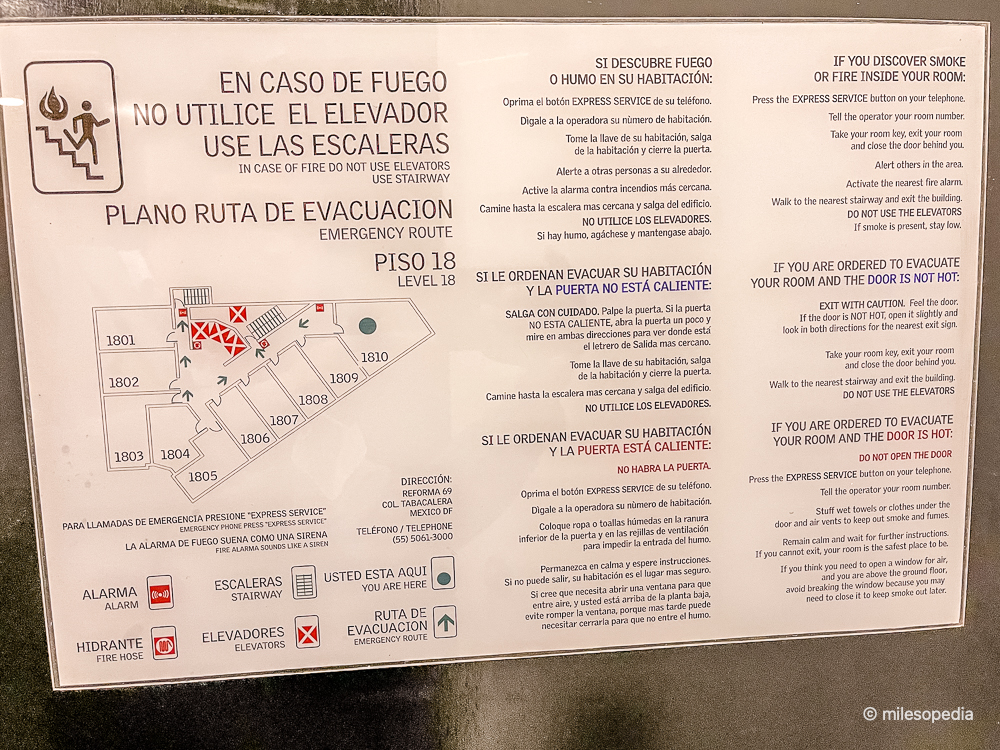 EN CASO DE FUEGO
NO UTILICE EL ELEVADOR
USE LAS ESCALERAS
IN CASE OF FIRE DO NOT USE ELEVATORS
USE STAIRWAY
PLANO RUTA DE EVACUACION
EMERGENCY ROUTE
PISO 18
LEVEL 18
1801
1802
1803
1804
1805
1806
1807
1808
1809
1810
DIRECCIÓN:
REFORMA 69
COL. TABACALERA
MEXICO DF
TELÉFONO / TELEPHONE
(55) 5061-3000
PARA LLAMADAS DE EMERGENCIA PRESIONE "EXPRESS SERVICE"
EMERGENCY PHONE PRESS "EXPRESS SERVICE"
LA ALARMA DE FUEGO SUENA COMO UNA SIRENA
FIRE ALARM SOUNDS LIKE A SIREN
ALARMA
ALARM
ESCALERAS
STAIRWAY
USTED ESTA AQUI
YOU ARE HERE
HIDRANTE
FIRE HOSE
ELEVADORES
ELEVATORS
RUTA DE
EVACUACION
EMERGENCY ROUTE
SI DESCUBRE FUEGO
O HUMO EN SU HABITACIÓN:
Oprima el botón EXPRESS SERVICE de su teléfono.
Dìgale a la operadora su nùmero de habitación.
Tome la llave de su habitación, salga
de la habitación y cierre la puerta.
Alerte a otras personas a su alrededor.
Active la alarma contra incendios más cercana.
Camine hasta la escalera mas cercana y salga del edificio.
NO UTILICE LOS ELEVADORES.
Si hay humo, agáchese y mantengase abajo.
SI LE ORDENAN EVACUAR SU HABITACIÓN
Y LA PUERTA NO ESTÁ CALIENTE:
SALGA CON CUIDADO. Palpe la puerta. Si la puerta
NO ESTA CALIENTE, abra la puerta un poco y
mire en ambas direcciones para ver donde está
el letrero de Salida mas cercano.
Tome la llave de su habitación, salga
de la habitación y cierre la puerta.
Camine hasta la escalera mas cercana y salga del edificio.
NO UTILICE LOS ELEVADORES.
SI LE ORDENAN EVACUAR SU HABITACIÓN
Y LA PUERTA ESTÁ CALIENTE:
NO HABRA LA PUERTA.
Oprima el botón EXPRESS SERVICE de su teléfono.
Dígale a la operadora su número de habitación.
Coloque ropa o toallas húmedas en la ranura
inferior de la puerta y en las rejillas de ventilación
para impedir la entrada del humo.
Permanezca en calma y espere instrucciones.
Si no puede salir, su habitación es el lugar mas seguro.
Si cree que necesita abrir una ventana para que
entre aire, y usted está arriba de la planta baja,
evite romper la ventana, porque mas tarde puede
necesitar cerrarla para que no entre el humo.
IF YOU DISCOVER SMOKE
OR FIRE INSIDE YOUR ROOM:
Press the EXPRESS SERVICE button on your telephone.
Tell the operator your room number.
Take your room key, exit your room
and close the door behind you.
Alert others in the area.
Activate the nearest fire alarm.
Walk to the nearest stairway and exit the building.
DO NOT USE THE ELEVATORS
If smoke is present, stay low.
IF YOU ARE ORDERED TO EVACUATE
YOUR ROOM AND THE DOOR IS NOT HOT:
EXIT WITH CAUTION. Feel the door.
If the door is NOT HOT, open it slightly and
look in both directions for the nearest exit sign.
Take your room key, exit your room
and close the door behind you.
Walk to the nearest stairway and exit the building.
DO NOT USE THE ELEVATORS
IF YOU ARE ORDERED TO EVACUATE
YOUR ROOM AND THE DOOR IS HOT:
DO NOT OPEN THE DOOR
Press the EXPRESS SERVICE button on your telephone.
Tell the operator your room number.
Stuff wet towels or clothes under the
door and air vents to keep out smoke and fumes.
Remain calm and wait for further instructions.
If you cannot exit, your room is the safest place to be.
If you think you need to open a window for air,
and you are above the ground floor,
avoid breaking the window because you may
need to close it to keep smoke out later.
© milesopedia